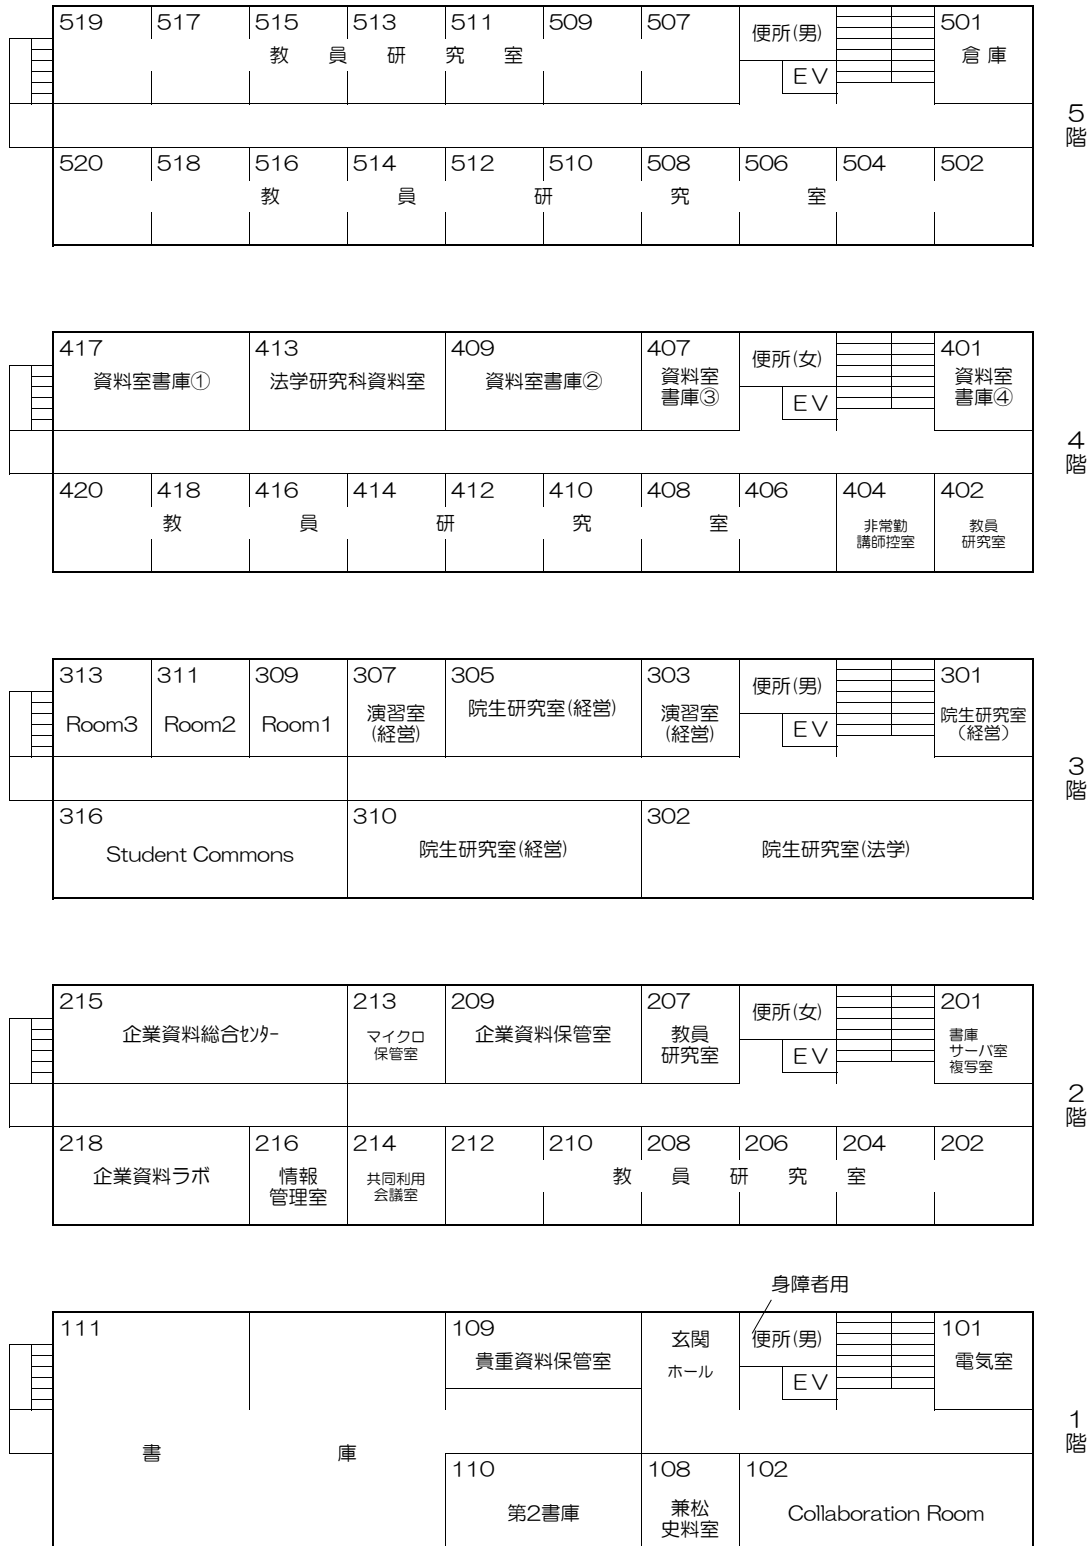 519 517 515 513 511 509 507 便所(男) 501
教員研究室 倉庫
EV
5階
520 518 516 514 512 510 508 506 504 502
教員研究室
417 413 409 407 便所(女) 401
資料室書庫① 法学研究科資料室 資料室書庫② 資料室 資料室
書庫③ 書庫④
EV
4階
420 418 416 414 412 410 408 406 404 402
教員研究室 非常勤 教員
講師控室 研究室
313 311 309 307 305 303 便所(男) 301
Room3 Room2 Room1 演習室 院生研究室(経営) 演習室 院生研究室
(経営) (経営) EV (経営)
3階
316 310 302
Student Commons 院生研究室(経営) 院生研究室(法学)
215 213 209 207 便所(女) 201
企業資料総合ｾﾝﾀｰ マイクロ 企業資料保管室 教員 書庫
保管室 研究室 EV サーバ室
複写室
2階
218 216 214 212 210 208 206 204 202
企業資料ラボ 情報 共同利用 教員研究室
管理室 会議室
身障者用
111 109 玄関 便所(男) 101
貴重資料保管室 ホール EV 電気室
1階
書庫
110 108 102
第2書庫 兼松 Collaboration Room
史料室